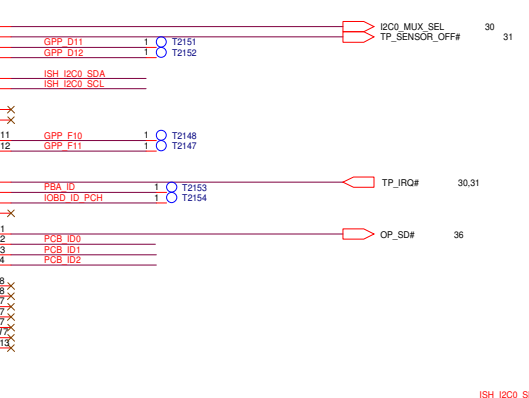 I2C0_MUX_SEL 30
TP_SENSOR_OFF# 31
GPP_D11 1 T2151
GPP_D12 1 T2152
ISH_I2C0_SDA
ISH_I2C0_SCL
11 GPP_F10 1 T2148
12 GPP_F11 1 T2147
TP_IRQ# 30,31
PBA_ID 1 T2153
IOBD_ID_PCH 1 T2154
1 OP_SD# 36
2 PCB_ID0
3 PCB_ID1
4 PCB_ID2
8
8
7
7
7
13